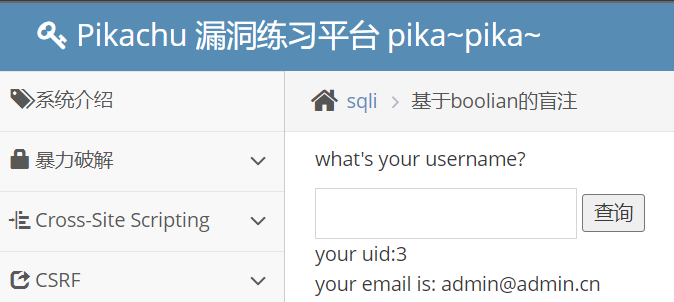 Pikachu 漏洞练习平台 pika~pika~
系统介绍
暴力破解
Cross-Site Scripting
CSRF
sqli > 基于boolian的盲注
what's your username?
查询
your uid:3
your email is: admin@admin.cn